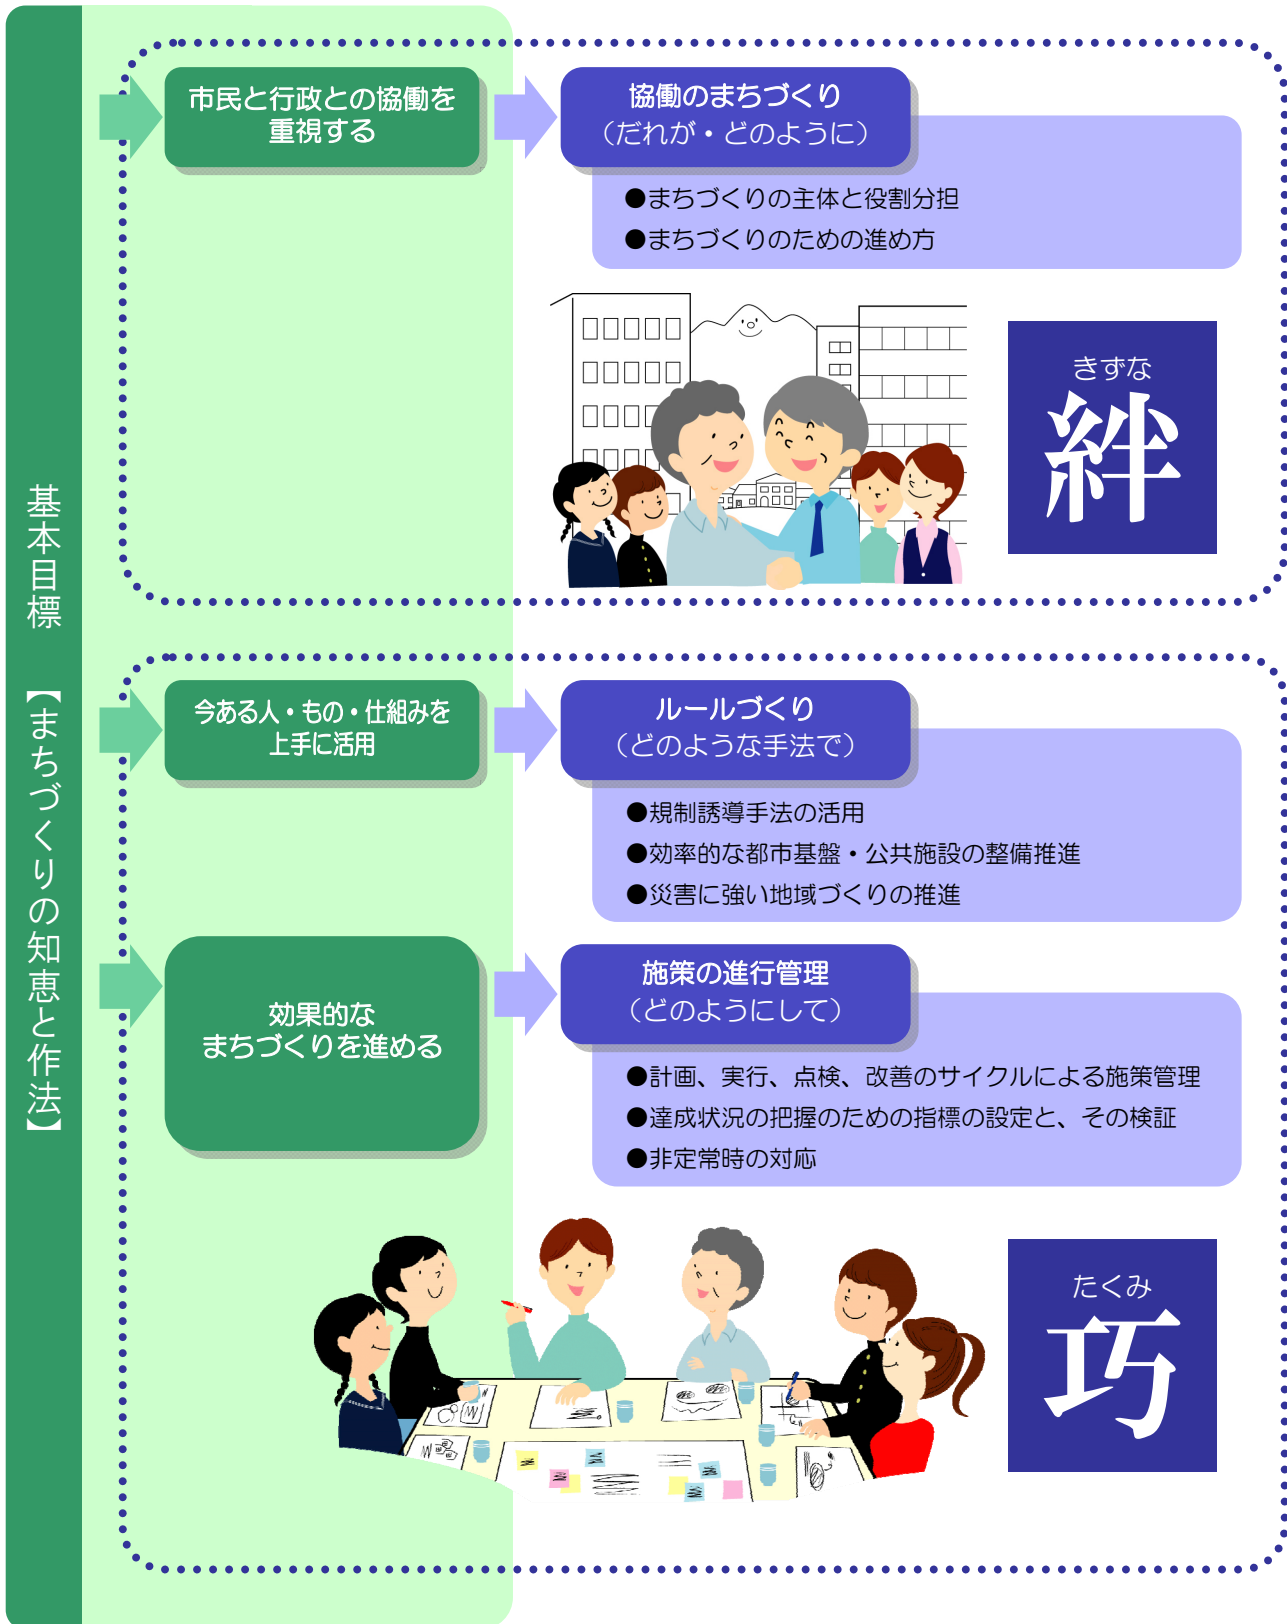 基本目標 【まちづくりの知恵と作法】
市民と行政との協働を
重視する
協働のまちづくり
（だれが・どのように）
●まちづくりの主体と役割分担
●まちづくりのための進め方
きずな
絆
今ある人・もの・仕組みを
上手に活用
ルールづくり
（どのような手法で）
●規制誘導手法の活用
●効率的な都市基盤・公共施設の整備推進
●災害に強い地域づくりの推進
効果的な
まちづくりを進める
施策の進行管理
（どのようにして）
●計画、実行、点検、改善のサイクルによる施策管理
●達成状況の把握のための指標の設定と、その検証
●非定常時の対応
たくみ
巧